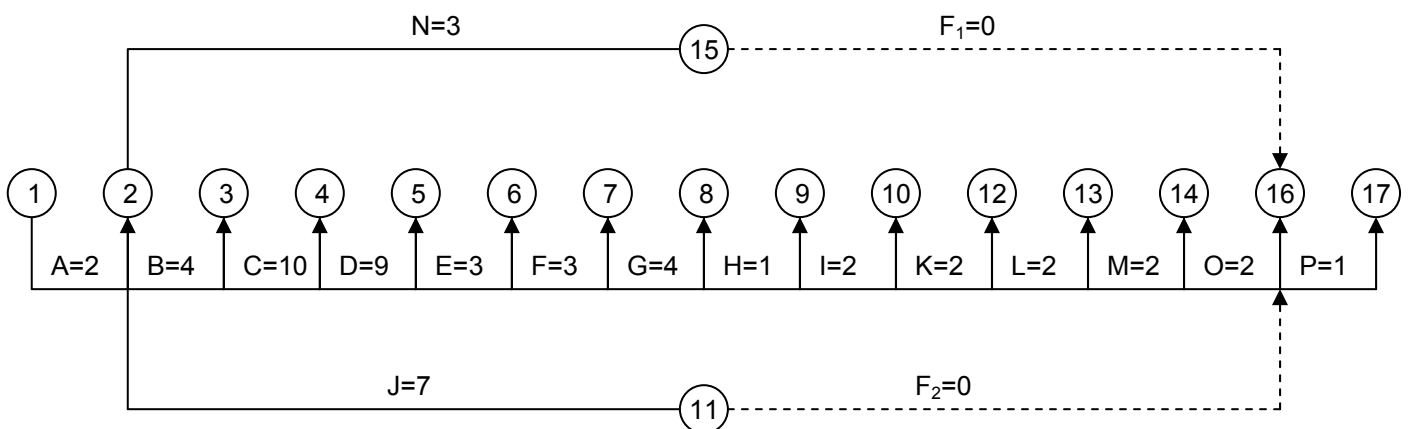 N=3 F₁=0
15
1 2 3 4 5 6 7 8 9 10 12 13 14 16 17
A=2 B=4 C=10 D=9 E=3 F=3 G=4 H=1 I=2 K=2 L=2 M=2 O=2 P=1
J=7 F₂=0
11